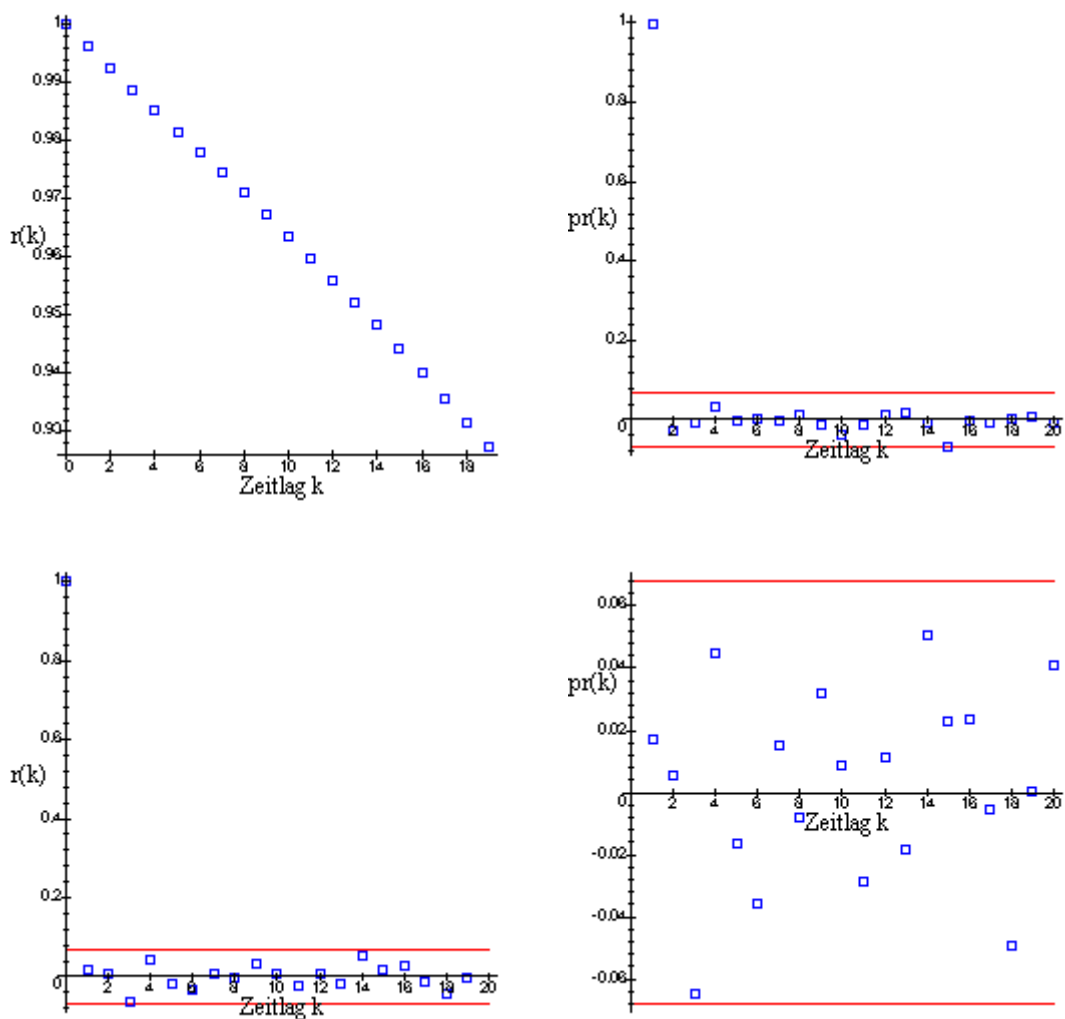 1
0.99
0.98
0.97
r(k)
0.96
0.95
0.94
0.93
0 2 4 6 8 10 12 14 16 18
Zeitlag k
1
0.8
0.6
pr(k)
0.4
0.2
0 2 4 6 8 10 12 14 16 18 20
Zeitlag k
1
0.8
0.6
r(k)
0.4
0.2
0 2 4 6 8 10 12 14 16 18 20
Zeitlag k
0.06
0.04
pr(k)
0.02
0 2 4 6 8 10 12 14 16 18 20
Zeitlag k
-0.02
-0.04
-0.06